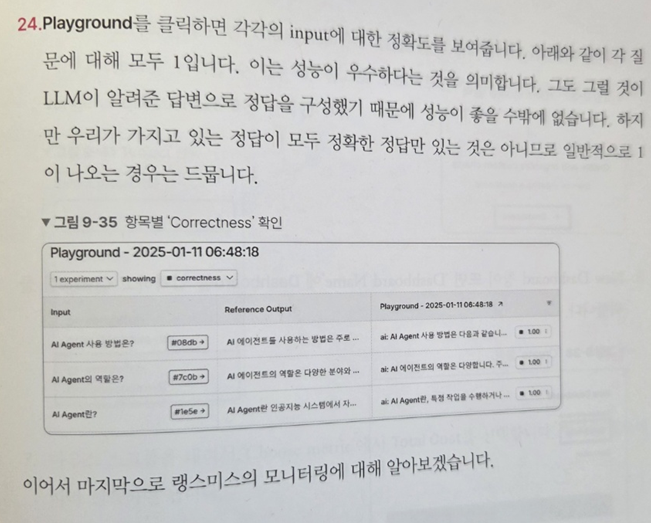 24.Playground를 클릭하면 각각의 input에 대한 정확도를 보여줍니다. 아래와 같이 각 질
문에 대해 모두 1입니다. 이는 성능이 우수하다는 것을 의미합니다. 그도 그럴 것이
LLM이 알려준 답변으로 정답을 구성했기 때문에 성능이 좋을 수밖에 없습니다. 하지
만 우리가 가지고 있는 정답이 모두 정확한 정답만 있는 것은 아니므로 일반적으로 1
이 나오는 경우는 드뭅니다.
▼그림 9-35 항목별 'Correctness' 확인
Playground - 2025-01-11 06:48:18
1 experiment showing correctness
Input Reference Output Playground - 2025-01-11 06:48:18
AI Agent 사용 방법은? #08db → AI 에이전트를 사용하는 방법은 주로 ... ai: AI Agent 사용 방법은 다음과 같습니... 1.00
AI Agent의 역할은? #7c0b → AI 에이전트의 역할은 다양한 분야와 ... ai: AI 에이전트의 역할은 다양합니다. 주... 1.00
AI Agent란? #1e5e → AI Agent란 인공지능 시스템에서 자... ai: AI Agent란, 특정 작업을 수행하거나 ... 1.00
이어서 마지막으로 랭스미스의 모니터링에 대해 알아보겠습니다.